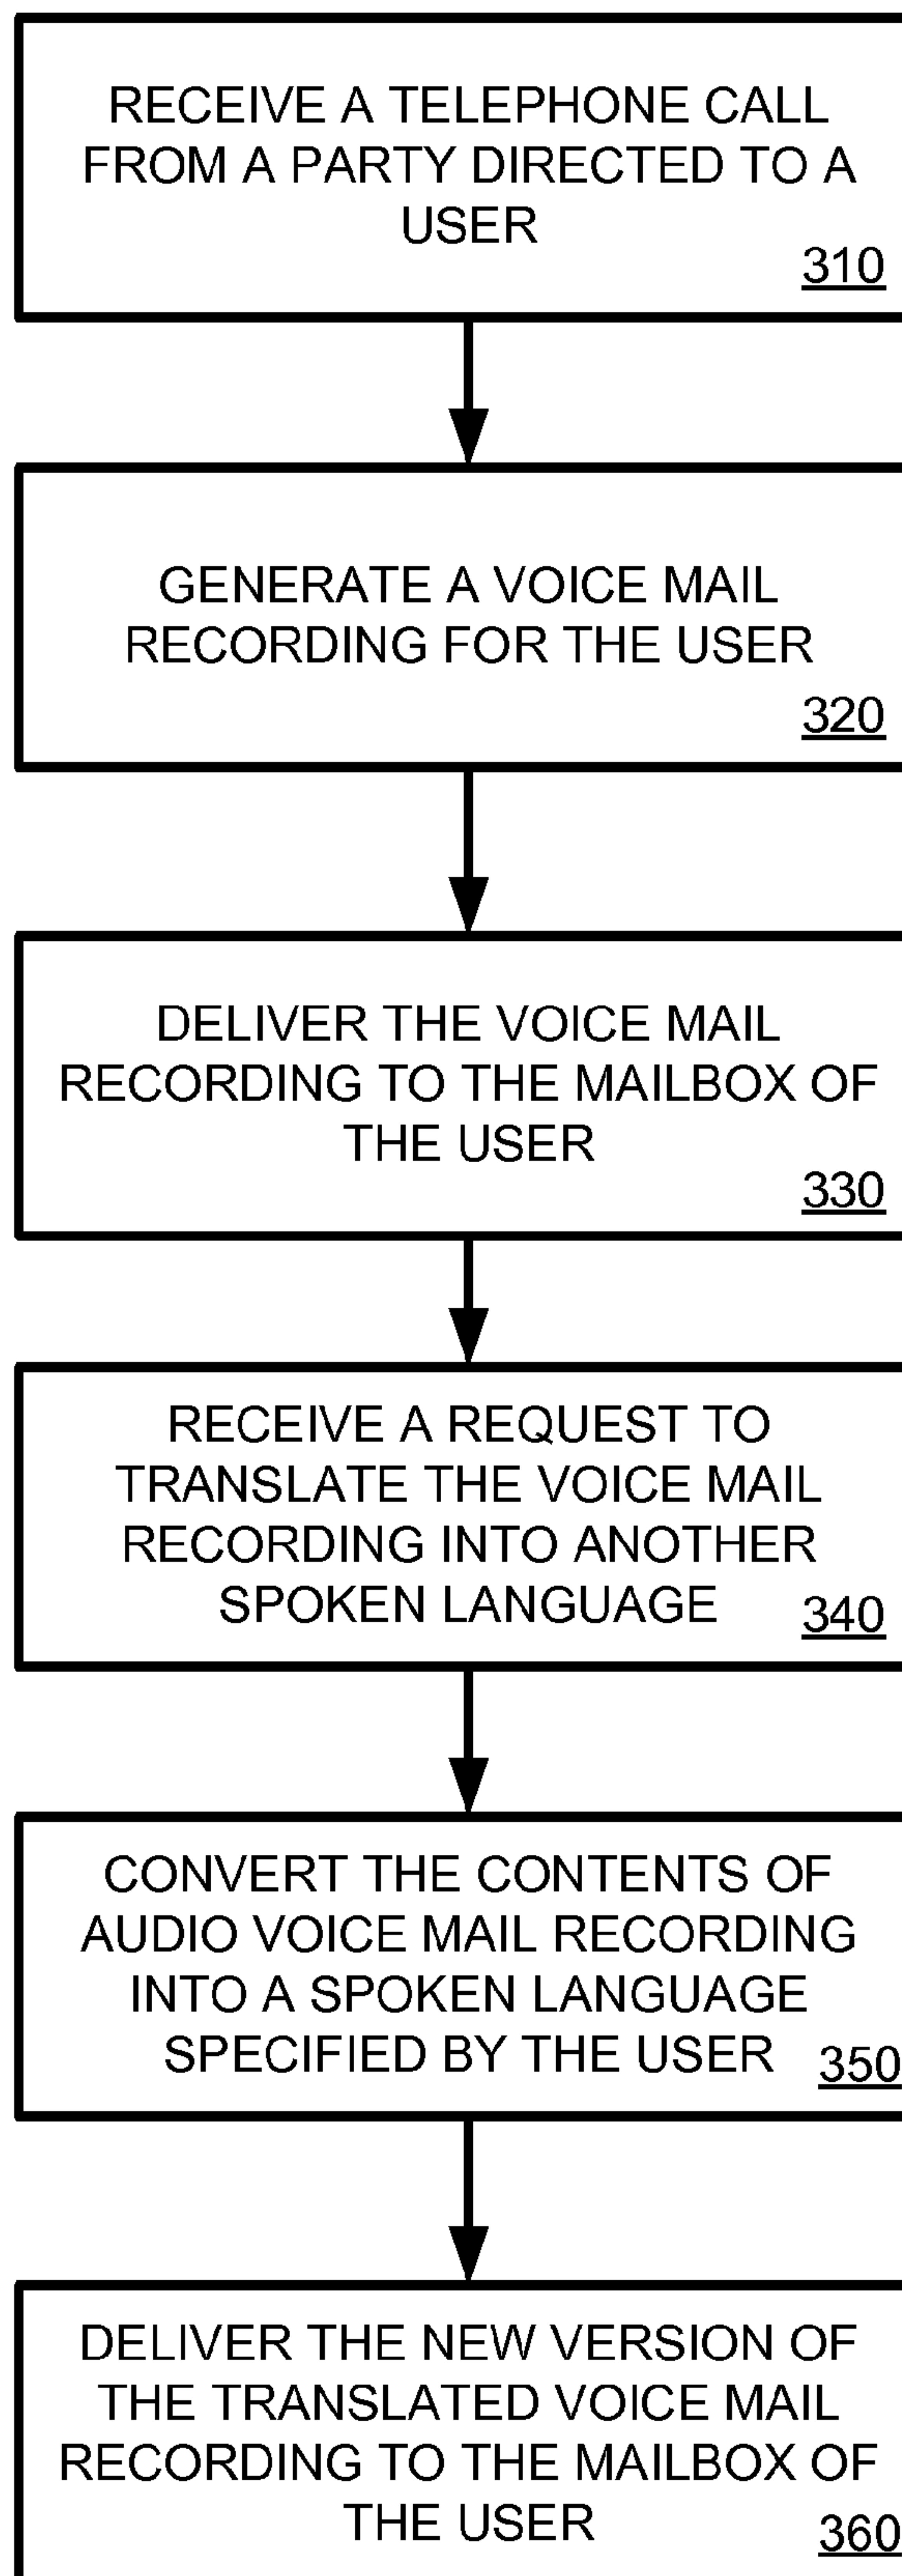 RECEIVE A TELEPHONE CALL
FROM A PARTY DIRECTED TO A
USER
310
GENERATE A VOICE MAIL
RECORDING FOR THE USER
320
DELIVER THE VOICE MAIL
RECORDING TO THE MAILBOX OF
THE USER
330
RECEIVE A REQUEST TO
TRANSLATE THE VOICE MAIL
RECORDING INTO ANOTHER
SPOKEN LANGUAGE
340
CONVERT THE CONTENTS OF
AUDIO VOICE MAIL RECORDING
INTO A SPOKEN LANGUAGE
SPECIFIED BY THE USER
350
DELIVER THE NEW VERSION OF
THE TRANSLATED VOICE MAIL
RECORDING TO THE MAILBOX OF
THE USER
360